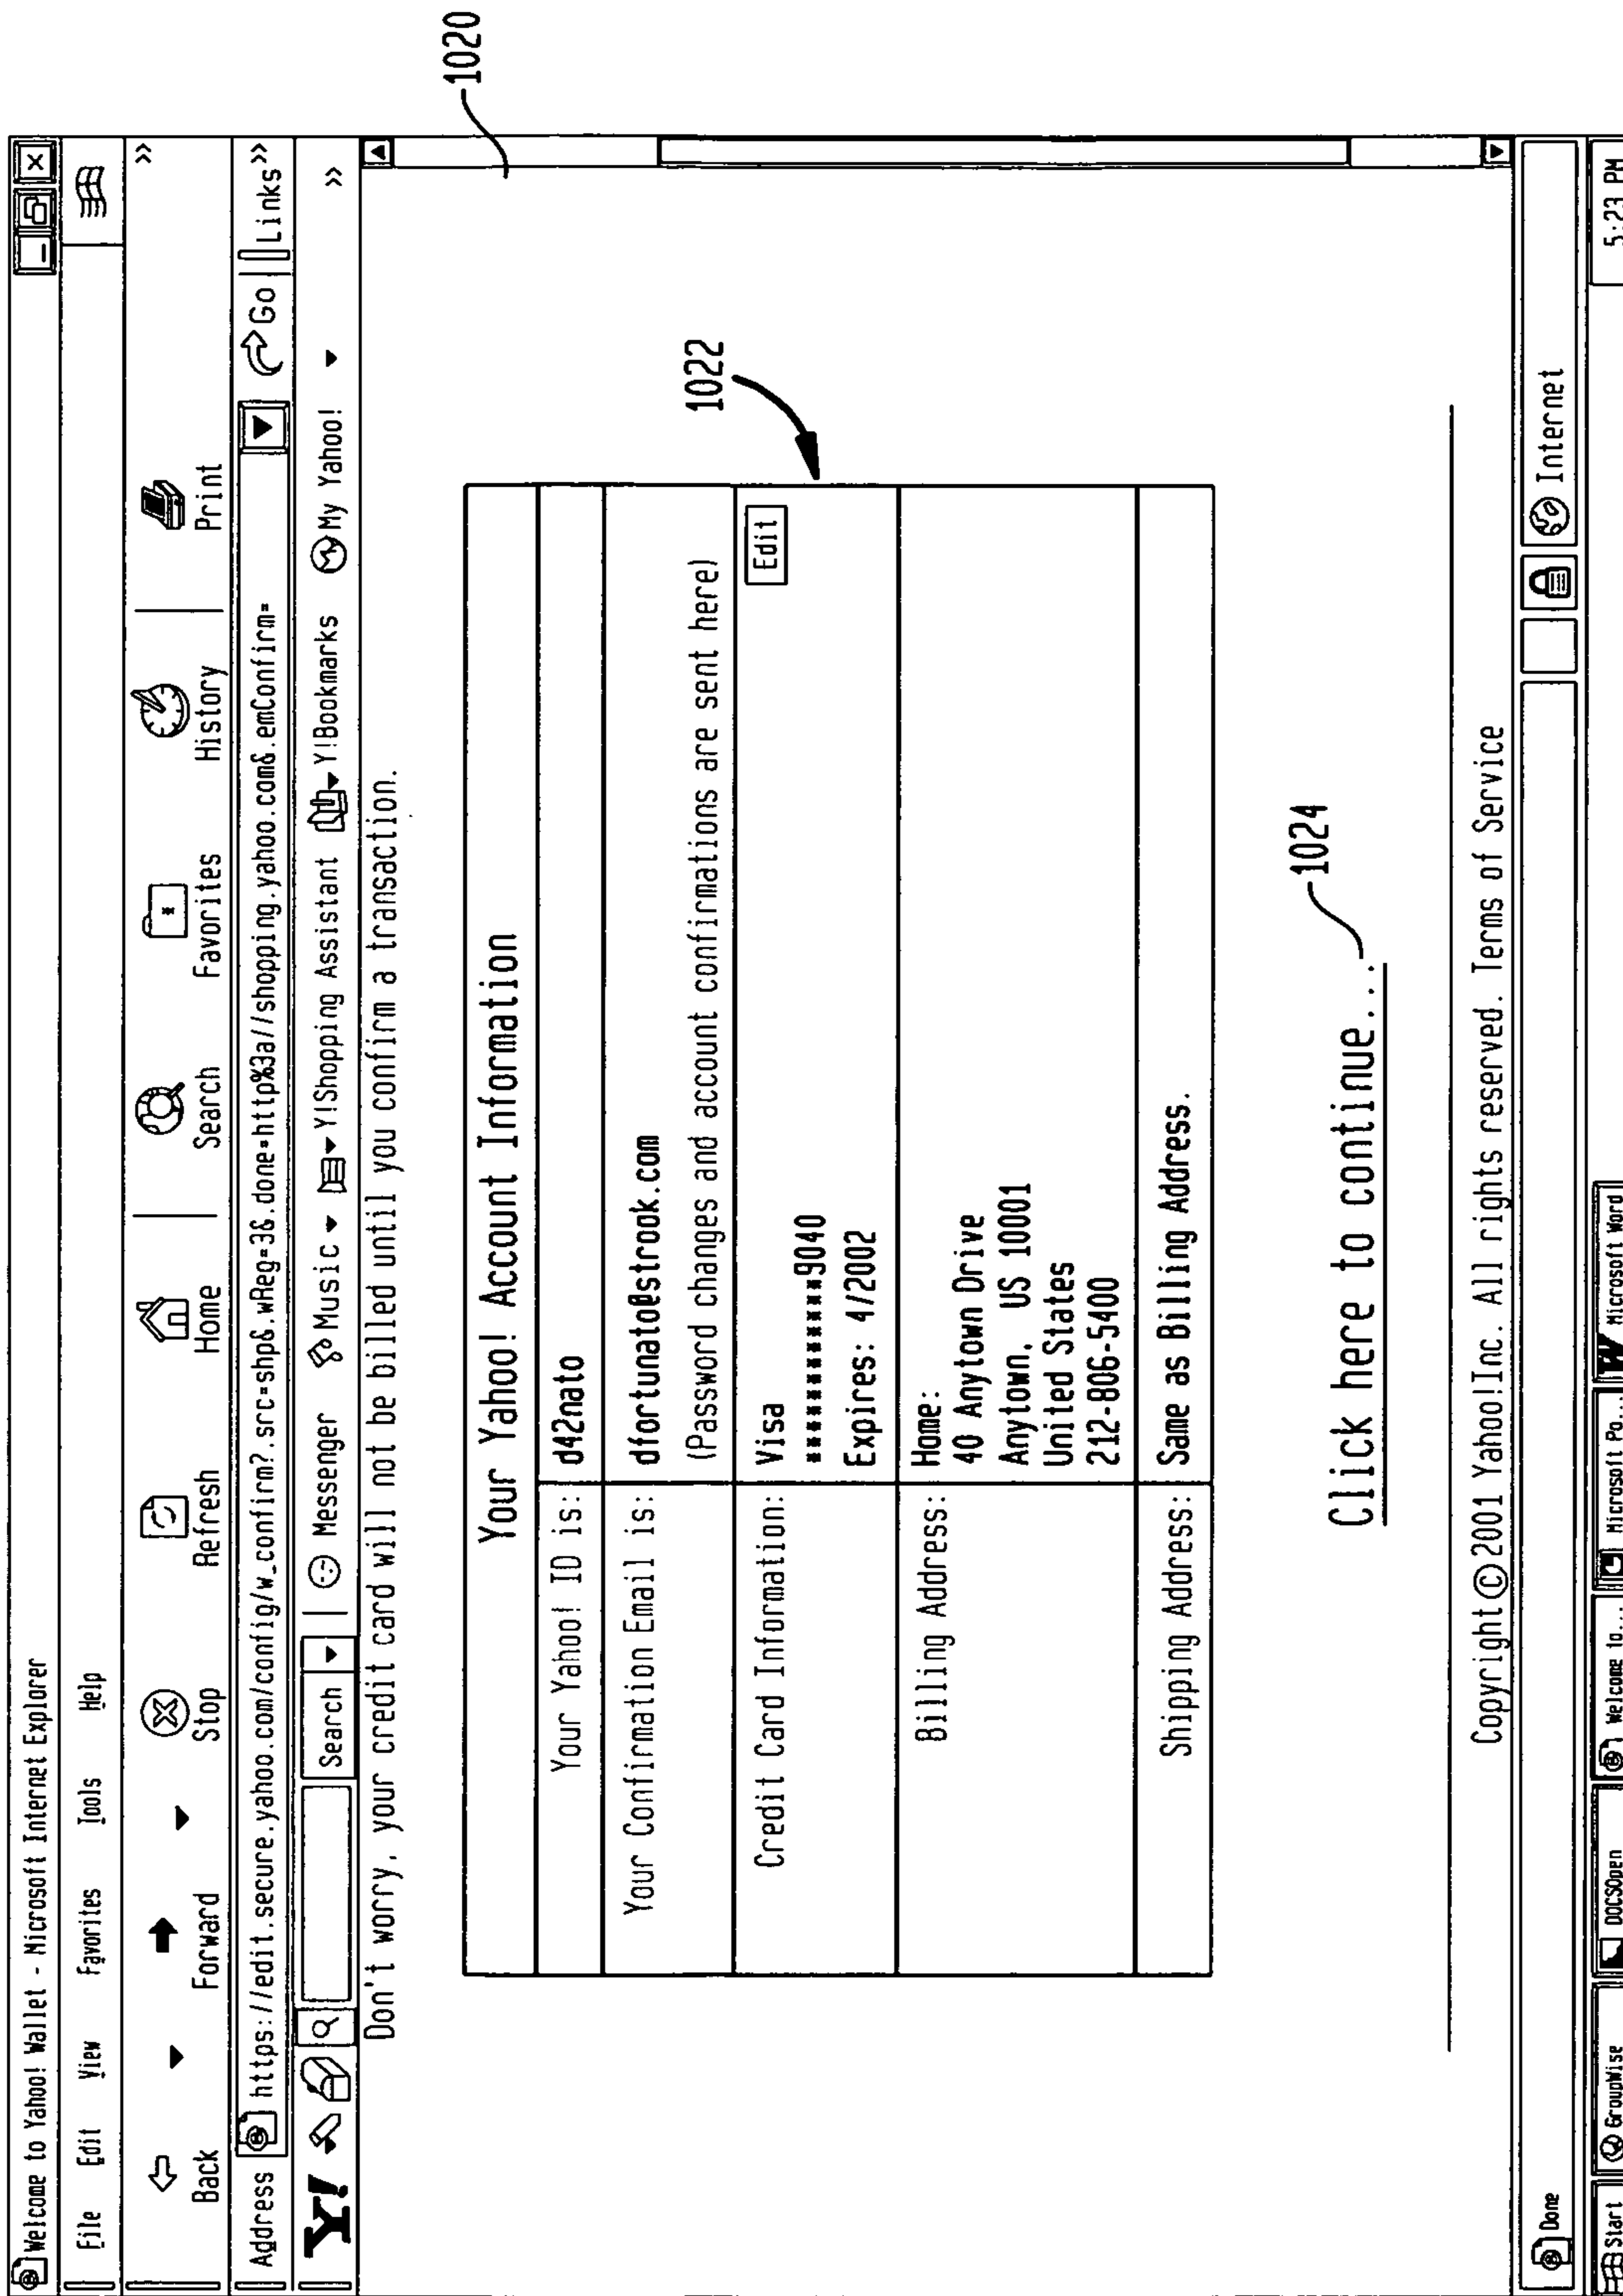 Welcome to Yahoo! Wallet - Microsoft Internet Explorer
File Edit View Favorites Tools Help
Back Forward Stop Refresh Home Search Favorites History Print »
Address https://edit.secure.yahoo.com/config/w_confirm?.src=shp&.wReg=3&.done=http%3a//shopping.yahoo.com&.emConfirm= Go Links»
Y! Search Messenger Music Y!Shopping Assistant Y!Bookmarks My Yahoo! »
Don't worry, your credit card will not be billed until you confirm a transaction.
1020
Your Yahoo! Account Information
Your Yahoo! ID is: d42nato
Your Confirmation Email is: dfortunato@strook.com
(Password changes and account confirmations are sent here)
1022
Credit Card Information: Visa Edit
************9040
Expires: 4/2002
Billing Address: Home:
40 Anytown Drive
Anytown, US 10001
United States
212-806-5400
Shipping Address: Same as Billing Address.
1024
Click here to continue...
Copyright©2001 Yahoo!Inc. All rights reserved. Terms of Service
Done Internet
Start GroupWise DOCSOpen Welcome to... Microsoft Po... W Microsoft Word 5:23 PM